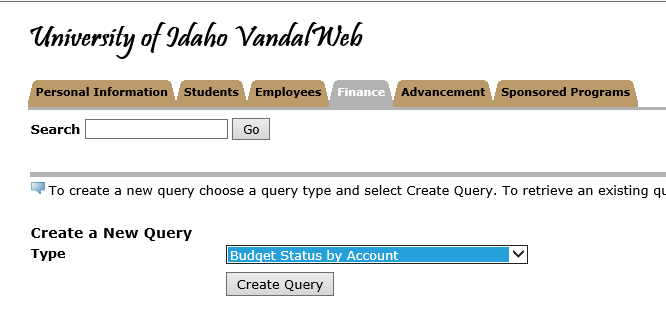 University of Idaho VandalWeb
Personal Information Students Employees Finance Advancement Sponsored Programs
Search Go
To create a new query choose a query type and select Create Query. To retrieve an existing qu
Create a New Query
Type Budget Status by Account
Create Query